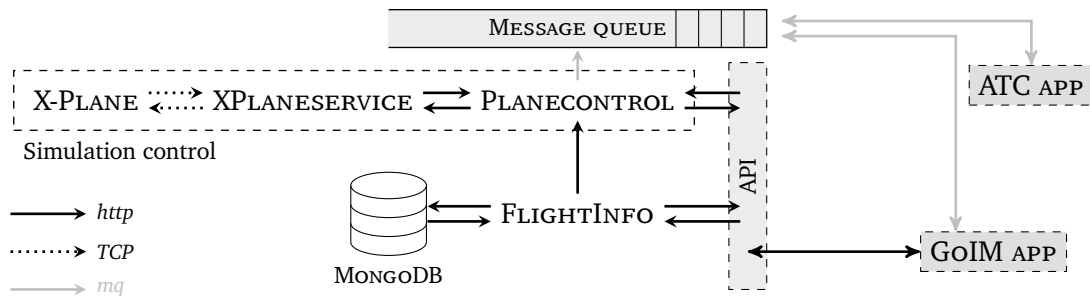 MESSAGE QUEUE
X-PLANE
XPLANESERVICE
PLANECONTROL
ATC APP
Simulation control
API
http
FLIGHTINFO
TCP
GOIM APP
MONGODB
mq